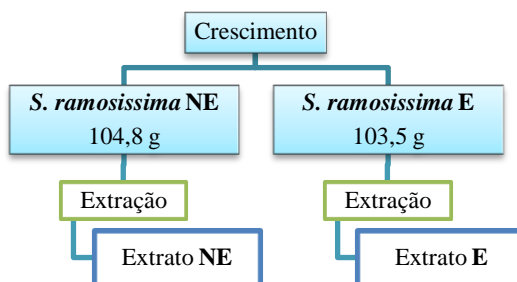 Crescimento
S. ramosissima NE
104,8 g
S. ramosissima E
103,5 g
Extração
Extração
Extrato NE
Extrato E